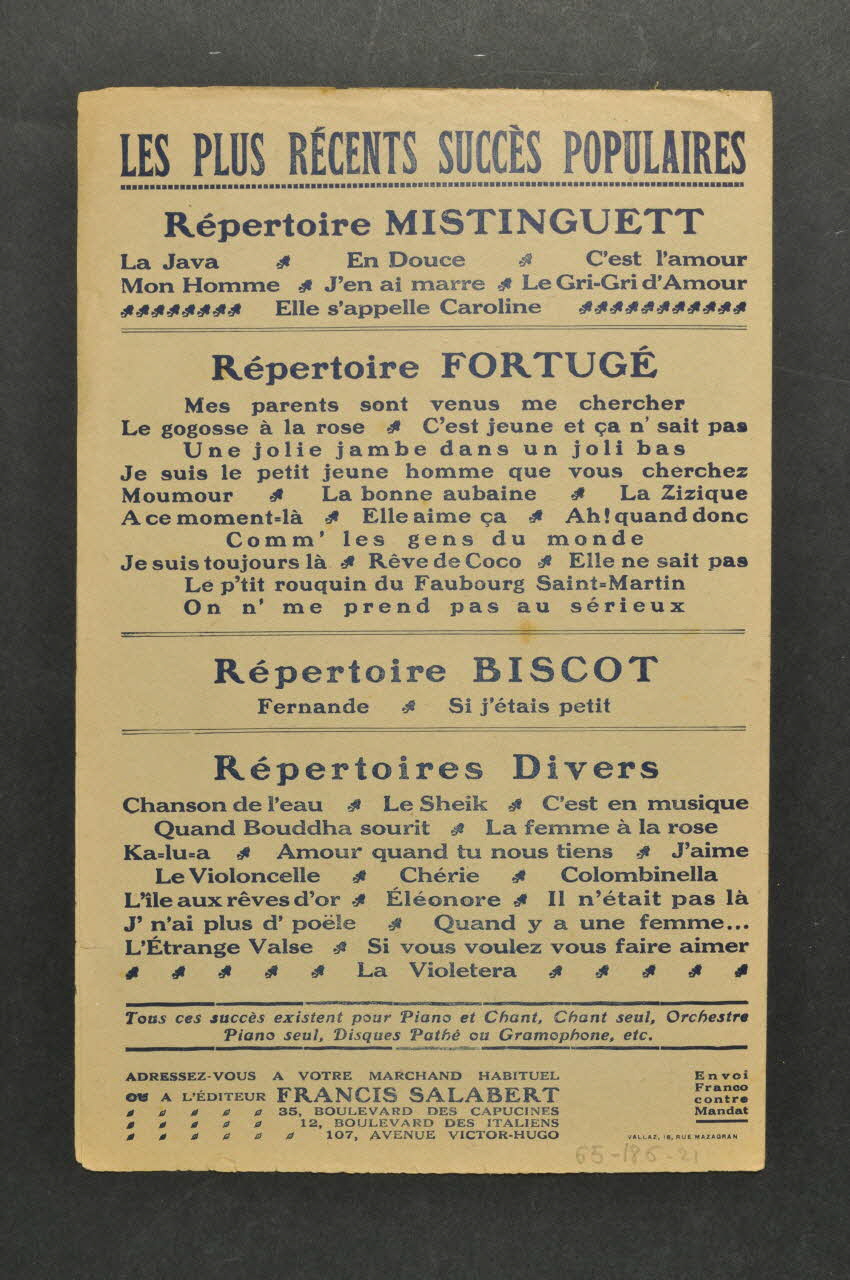 LES PLUS RÉCENTS SUCCÈS POPULAIRES
Répertoire MISTINGUETT
La Java En Douce C'est l'amour
Mon Homme J'en ai marre Le Gri-Gri d'Amour
Elle s'appelle Caroline
Répertoire FORTUGÉ
Mes parents sont venus me chercher
Le gogosse à la rose C'est jeune et ça n' sait pas
Une jolie jambe dans un joli bas
Je suis le petit jeune homme que vous cherchez
Moumour La bonne aubaine La Zizique
A ce moment=là Elle aime ça Ah! quand donc
Comm' les gens du monde
Je suis toujours là Rêve de Coco Elle ne sait pas
Le p'tit rouquin du Faubourg Saint=Martin
On n' me prend pas au sérieux
Répertoire BISCOT
Fernande Si j'étais petit
Répertoires Divers
Chanson de l'eau Le Sheik C'est en musique
Quand Bouddha sourit La femme à la rose
Ka=lu=a Amour quand tu nous tiens J'aime
Le Violoncelle Chérie Colombinella
L'île aux rêves d'or Éléonore Il n'était pas là
J' n'ai plus d' poële Quand y a une femme...
L'Étrange Valse Si vous voulez vous faire aimer
La Violetera
Tous ces succès existent pour Piano et Chant, Chant seul, Orchestre
Piano seul, Disques Pathé ou Gramophone, etc.
ADRESSEZ-VOUS A VOTRE MARCHAND HABITUEL
OU A L'ÉDITEUR FRANCIS SALABERT
35, BOULEVARD DES CAPUCINES
12, BOULEVARD DES ITALIENS
107, AVENUE VICTOR-HUGO
Envoi
Franco
contre
Mandat
VALLAZ, 18, RUE MAZAGRAN
65-186-21